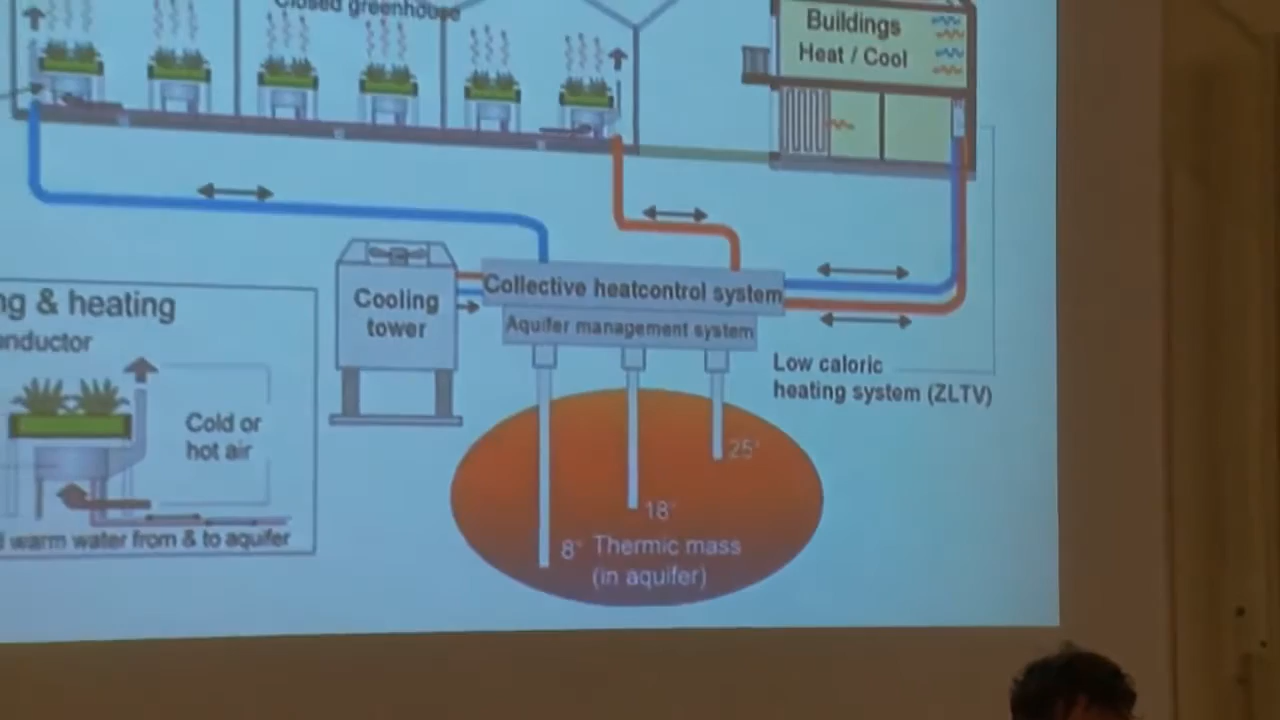 Closed greenhouse
Buildings
Heat / Cool
Collective heatcontrol system
Aquifer management system
Cooling
tower
Low caloric
heating system (ZLTV)
& heating
Cold or
hot air
warm water from & to aquifer
25°
18°
8° Thermic mass
(in aquifer)